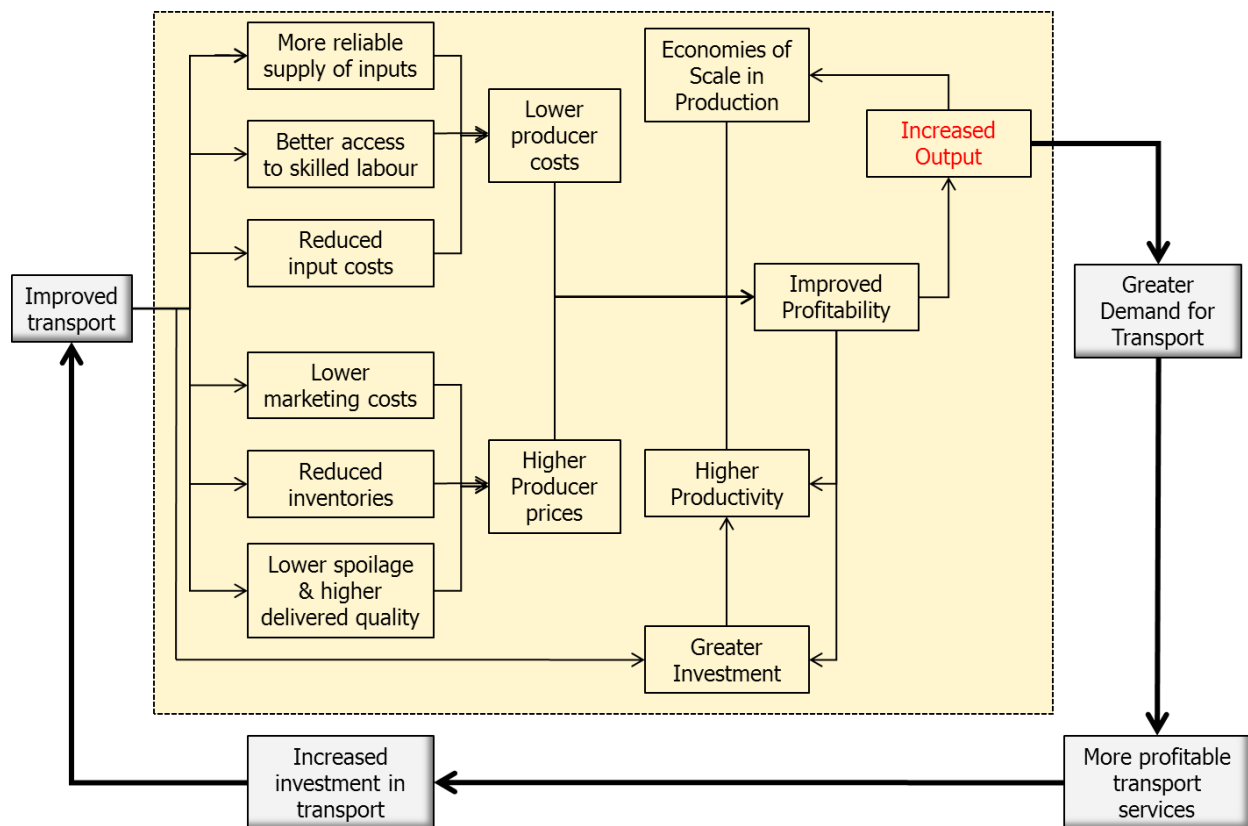 More reliable
supply of inputs
Better access
to skilled labour
Reduced
input costs
Improved
transport
Lower
marketing costs
Reduced
inventories
Lower spoilage
& higher
delivered quality
Lower
producer
costs
Higher
Producer
prices
Economies of
Scale in
Production
Increased
Output
Improved
Profitability
Higher
Productivity
Greater
Investment
Greater
Demand for
Transport
More profitable
transport
services
Increased
investment in
transport